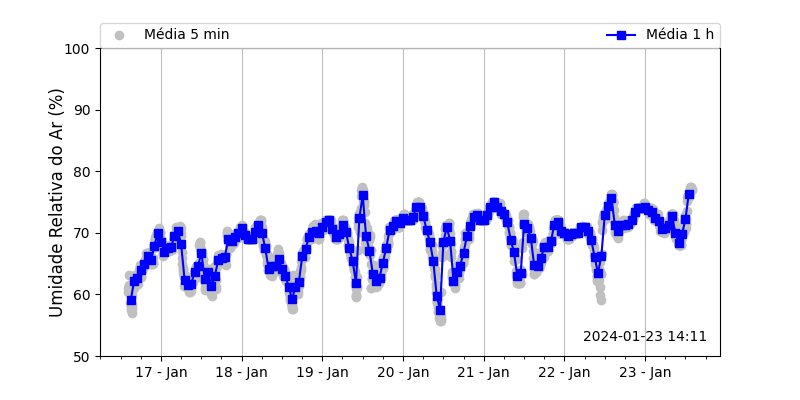 Média 5 min
Média 1 h
Umidade Relativa do Ar (%)
100
90
80
70
60
50
2024-01-23 14:11
17 - Jan
18 - Jan
19 - Jan
20 - Jan
21 - Jan
22 - Jan
23 - Jan